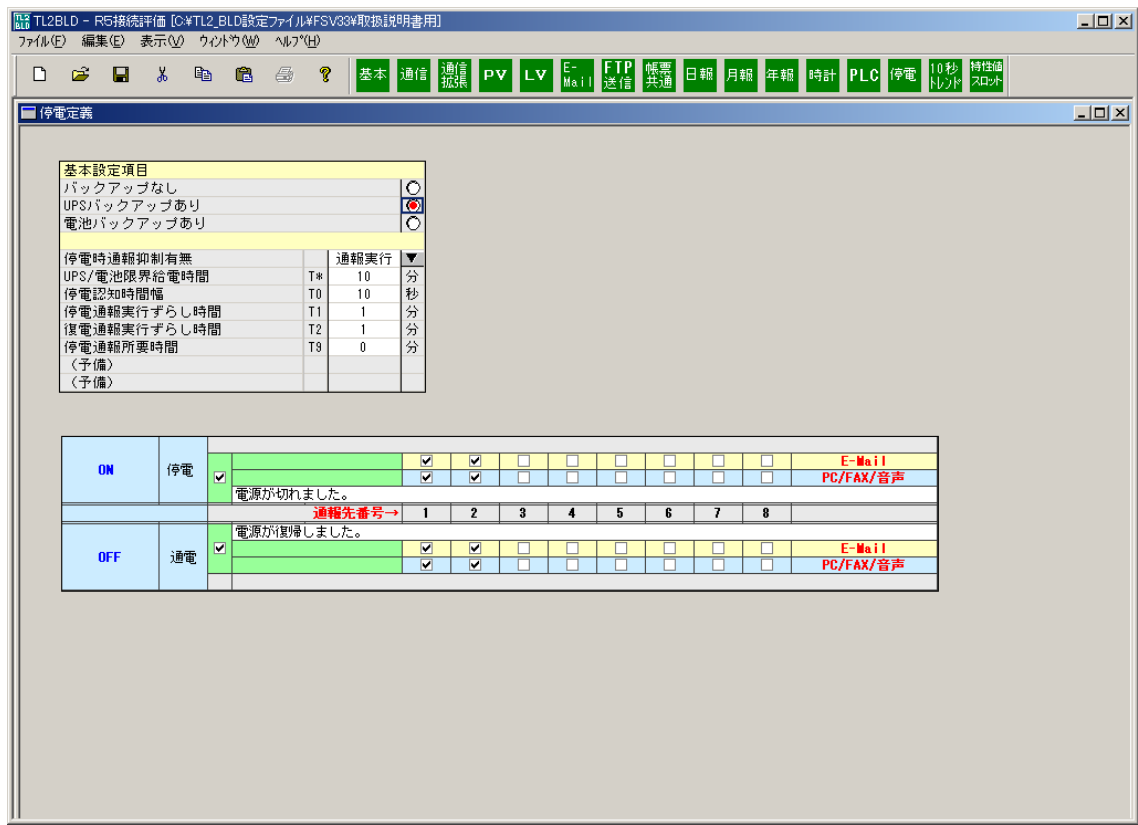 TL2BLD - R5接続評価 [C:¥TL2_BLD設定ファイル¥FSV33¥取扱説明書用]
ファイル(F) 編集(E) 表示(V) ウィンドウ(W) ヘルプ(H)
基本 通信 通信拡張 PV LV E-Mail FTP送信 帳票共通 日報 月報 年報 時計 PLC 停電 10秒トレンド 特性値スロット
停電定義
基本設定項目
バックアップなし
UPSバックアップあり
電池バックアップあり
停電時通報抑制有無 通報実行 ▼
UPS/電池限界給電時間 T* 10 分
停電認知時間幅 T0 10 秒
停電通報実行ずらし時間 T1 1 分
復電通報実行ずらし時間 T2 1 分
停電通報所要時間 T9 0 分
(予備)
(予備)
ON 停電
E-Mail
PC/FAX/音声
電源が切れました。
通報先番号→ 1 2 3 4 5 6 7 8
電源が復帰しました。
OFF 通電
E-Mail
PC/FAX/音声